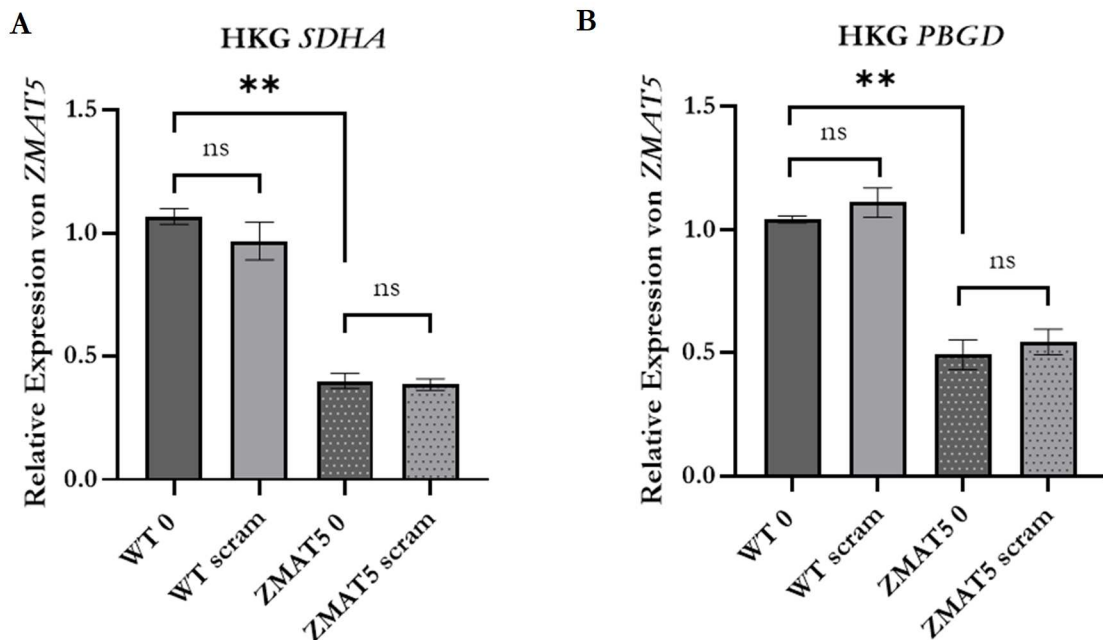 A
HKG SDHA
**
ns
ns
Relative Expression von ZMAT5
1.5
1.0
0.5
0.0
WT 0
WT scram
ZMAT5 0
ZMAT5 scram
B
HKG PBGD
**
ns
ns
Relative Expression von ZMAT5
1.5
1.0
0.5
0.0
WT 0
WT scram
ZMAT5 0
ZMAT5 scram